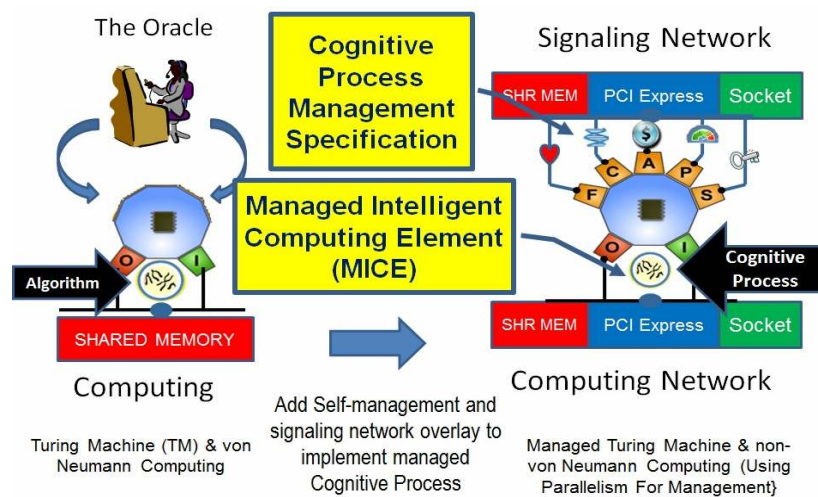 The Oracle
Cognitive
Process
Management
Specification
Signaling Network
SHR MEM
PCI Express
Socket
$
F
C
A
P
S
Managed Intelligent
Computing Element
(MICE)
O
I
Algorithm
O
I
Cognitive
Process
SHARED MEMORY
SHR MEM
PCI Express
Socket
Computing
Computing Network
Turing Machine (TM) & von
Neumann Computing
Add Self-management and
signaling network overlay to
implement managed
Cognitive Process
Managed Turing Machine & non-
von Neumann Computing (Using
Parallelism For Management}